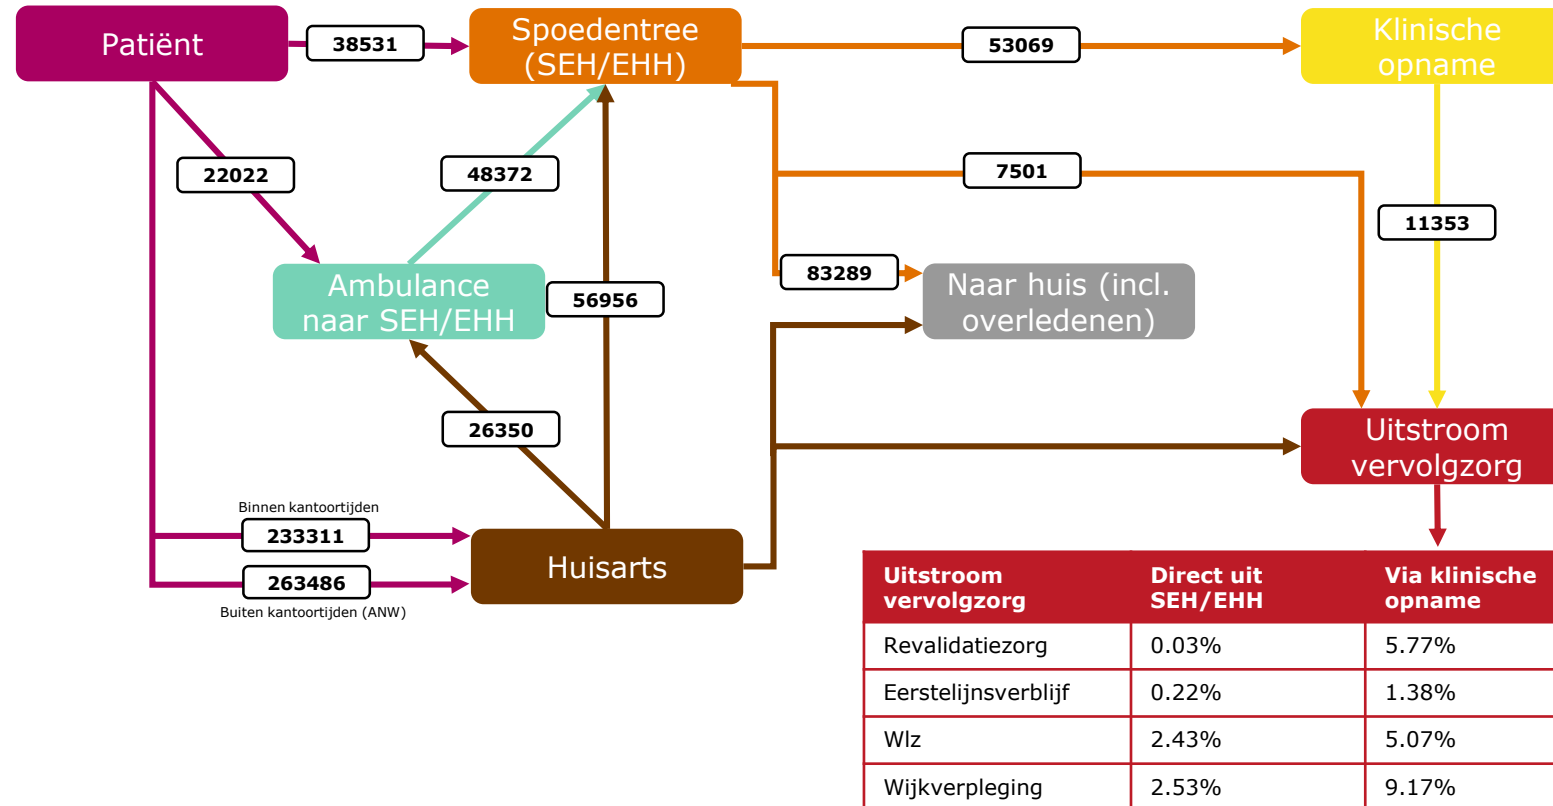 Patiënt
38531
Spoedentree
(SEH/EHH)
53069
Klinische
opname
22022
48372
7501
11353
Ambulance
naar SEH/EHH
56956
83289
Naar huis (incl.
overledenen)
26350
Uitstroom
vervolgzorg
Binnen kantoortijden
233311
263486
Buiten kantoortijden (ANW)
Huisarts
Uitstroom
vervolgzorg
Direct uit
SEH/EHH
Via klinische
opname
Revalidatiezorg 0.03% 5.77%
Eerstelijnsverblijf 0.22% 1.38%
Wlz 2.43% 5.07%
Wijkverpleging 2.53% 9.17%